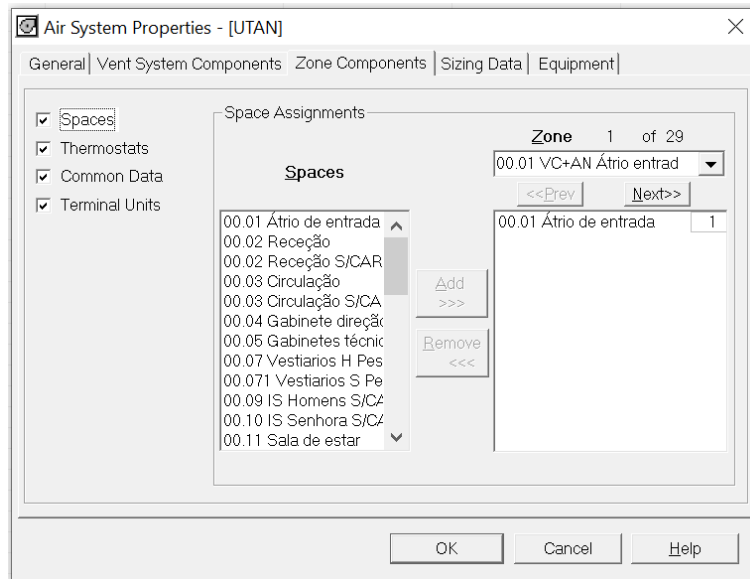 Air System Properties - [UTAN]
General Vent System Components Zone Components Sizing Data Equipment
Spaces
Thermostats
Common Data
Terminal Units
Space Assignments
Spaces
00.01 Átrio de entrada
00.02 Receção
00.02 Receção S/CAR
00.03 Circulação
00.03 Circulação S/CA
00.04 Gabinete direçãc
00.05 Gabinetes técnic
00.07 Vestiarios H Pes
00.071 Vestiarios S Pe
00.09 IS Homens S/CA
00.10 IS Senhora S/CA
00.11 Sala de estar
Add
>>>
Remove
<<<
Zone 1 of 29
00.01 VC+AN Átrio entrad
<<Prev Next>>
00.01 Átrio de entrada 1
OK Cancel Help